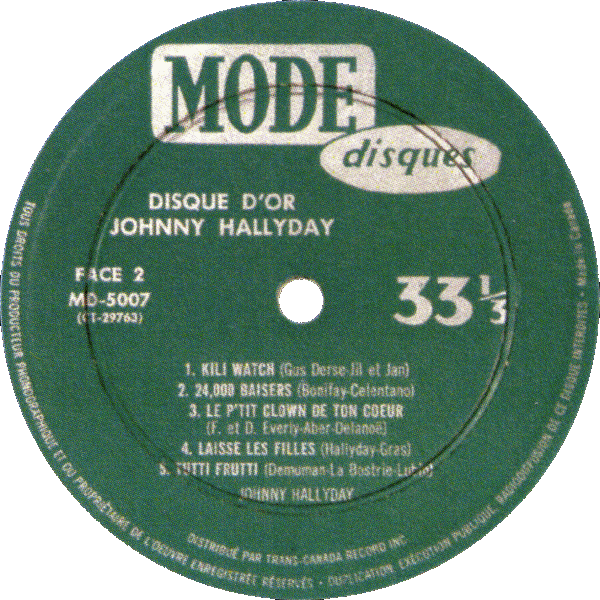 MODE
disques
DISQUE D'OR
JOHNNY HALLYDAY
FACE 2
MD-5007
(CT-29763)
33 1/3
1. KILI WATCH (Gus Derse-Jil et Jan)
2. 24,000 BAISERS (Bonifay-Celentano)
3. LE P'TIT CLOWN DE TON COEUR
(F. et D. Everly-Aber-Delanoë)
4. LAISSE LES FILLES (Hallyday-Gras)
5. TUTTI FRUTTI (Demuman-La Bostrie-Lubin)
JOHNNY HALLYDAY
DISTRIBUÉ PAR TRANS-CANADA RECORD INC.
TOUS DROITS DU PRODUCTEUR PHONOGRAPHIQUE ET DU PROPRIÉTAIRE DE L'OEUVRE ENREGISTRÉE RÉSERVÉS • DUPLICATION, EXÉCUTION PUBLIQUE, RADIODIFFUSION DE CE DISQUE INTERDITES • Made in Canada